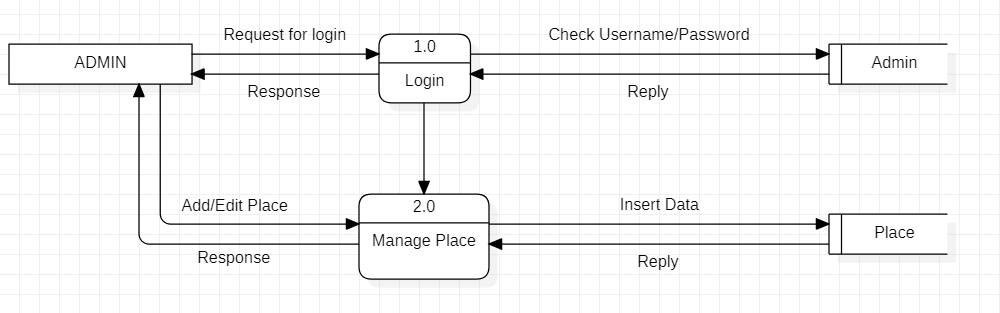 Request for login
1.0
Check Username/Password
ADMIN
Login
Admin
Response
Reply
Add/Edit Place
2.0
Insert Data
Manage Place
Place
Response
Reply